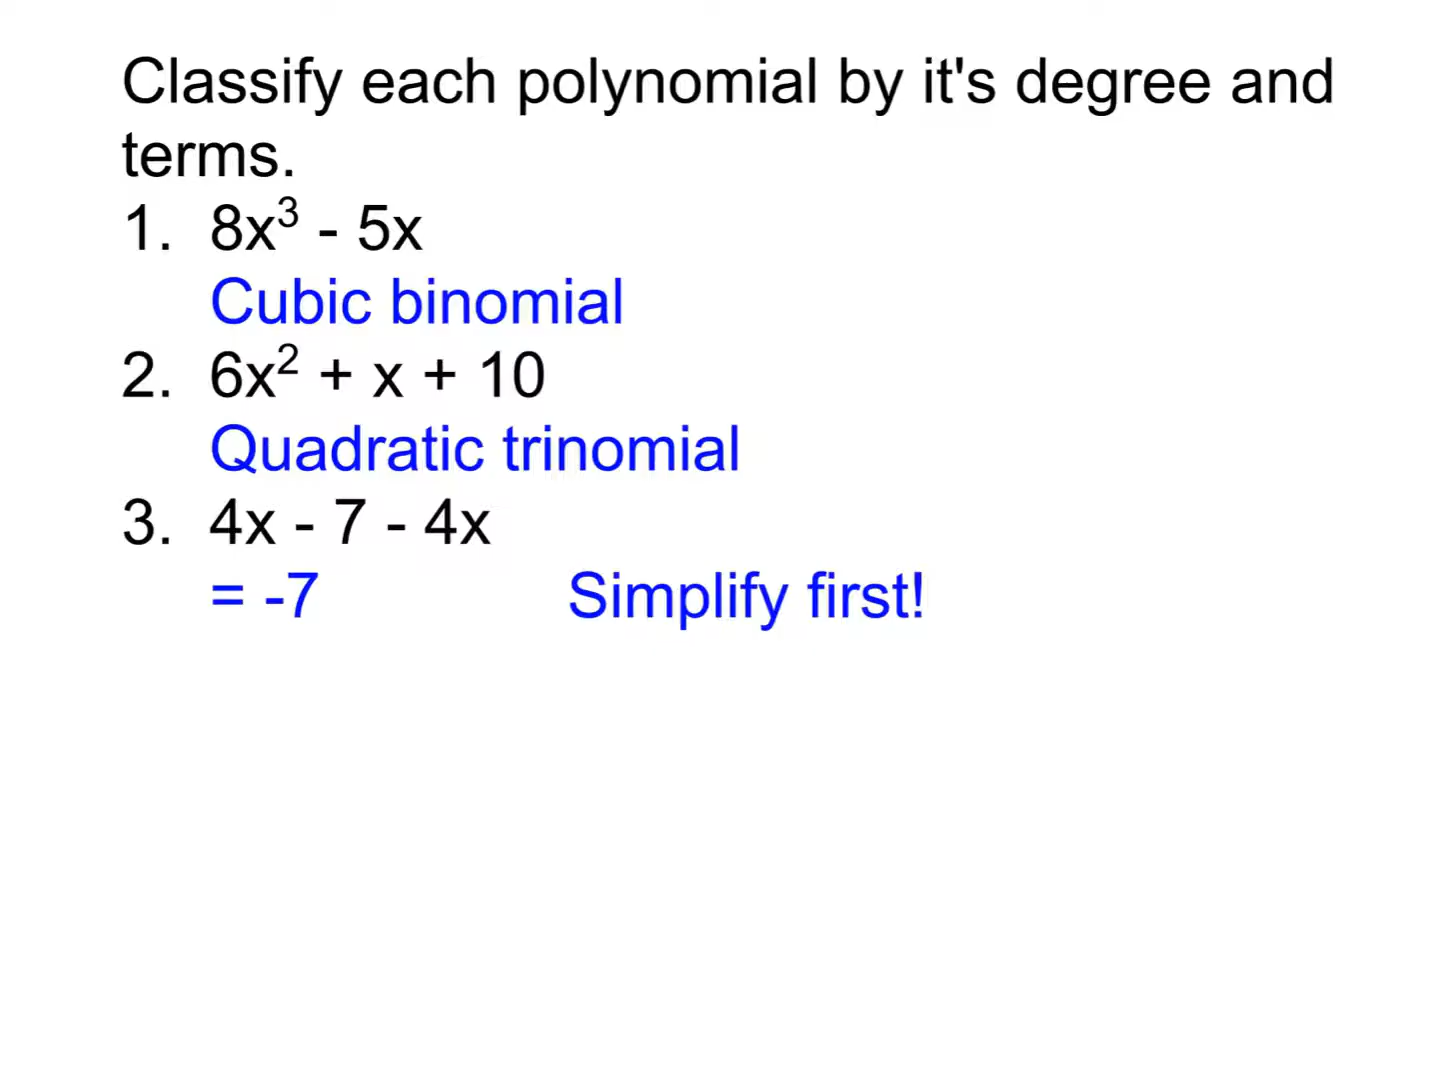 Classify each polynomial by it's degree and
terms.
1. 8x³ - 5x
Cubic binomial
2. 6x² + x + 10
Quadratic trinomial
3. 4x - 7 - 4x
= -7 Simplify first!